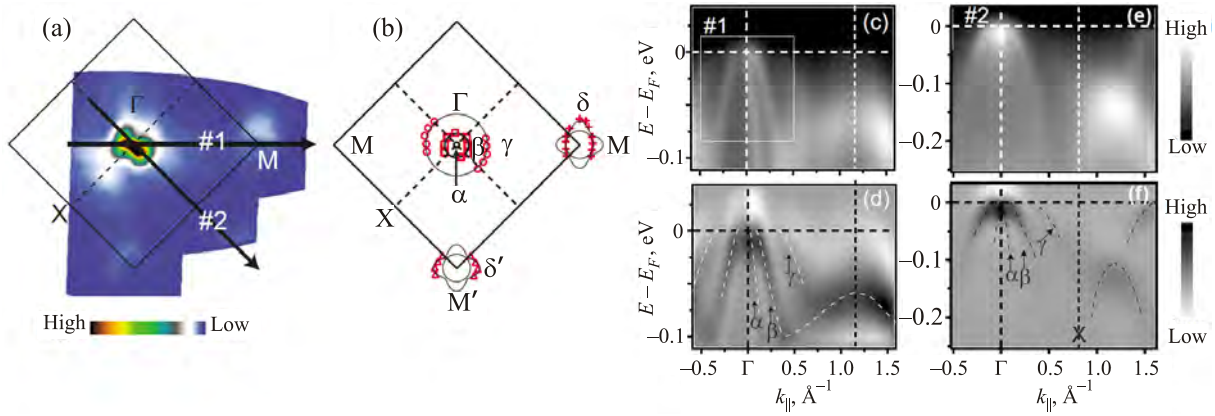 (a)
Γ
#1
M
X
#2
High
Low
(b)
Γ
δ
M
β
γ
M
α
X
δ′
M′
(c)
#1
E – E_F, eV
0
–0.1
(d)
0
–0.1
E – E_F, eV
α
β
γ
–0.5 Γ 0.5 1.0 1.5
k_||, Å⁻¹
(e)
#2
0
–0.1
–0.2
High
Low
(f)
0
–0.1
–0.2
αβ
γ
X
–0.5 Γ 0.5 1.0 1.5
k_||, Å⁻¹
High
Low